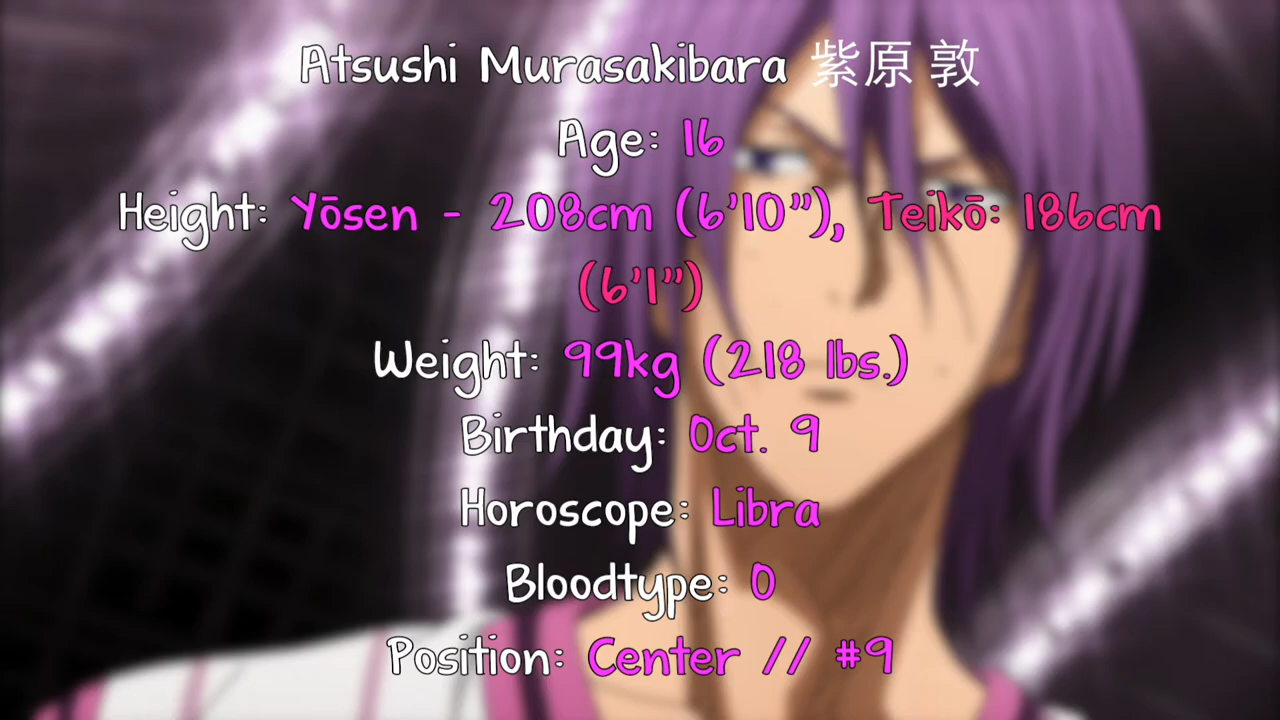 Atsushi Murasakibara 紫原 敦
Age: 16
Height: Yōsen - 208cm (6'10"), Teikō: 186cm
(6'1")
Weight: 99kg (218 lbs.)
Birthday: Oct. 9
Horoscope: Libra
Bloodtype: O
Position: Center // #9